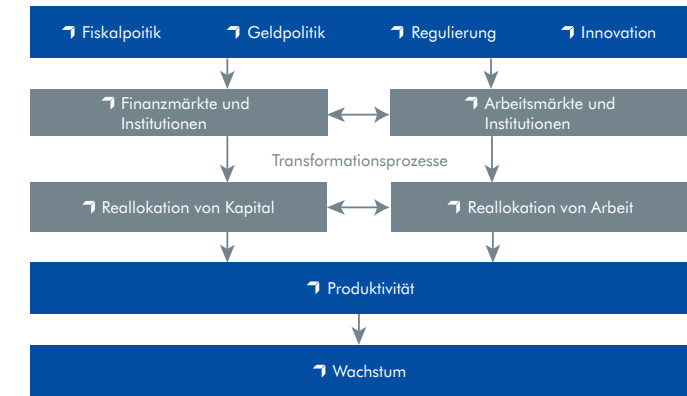 Fiskalpoitik
Geldpolitik
Regulierung
Innovation
Finanzmärkte und
Institutionen
Arbeitsmärkte und
Institutionen
Transformationsprozesse
Reallokation von Kapital
Reallokation von Arbeit
Produktivität
Wachstum